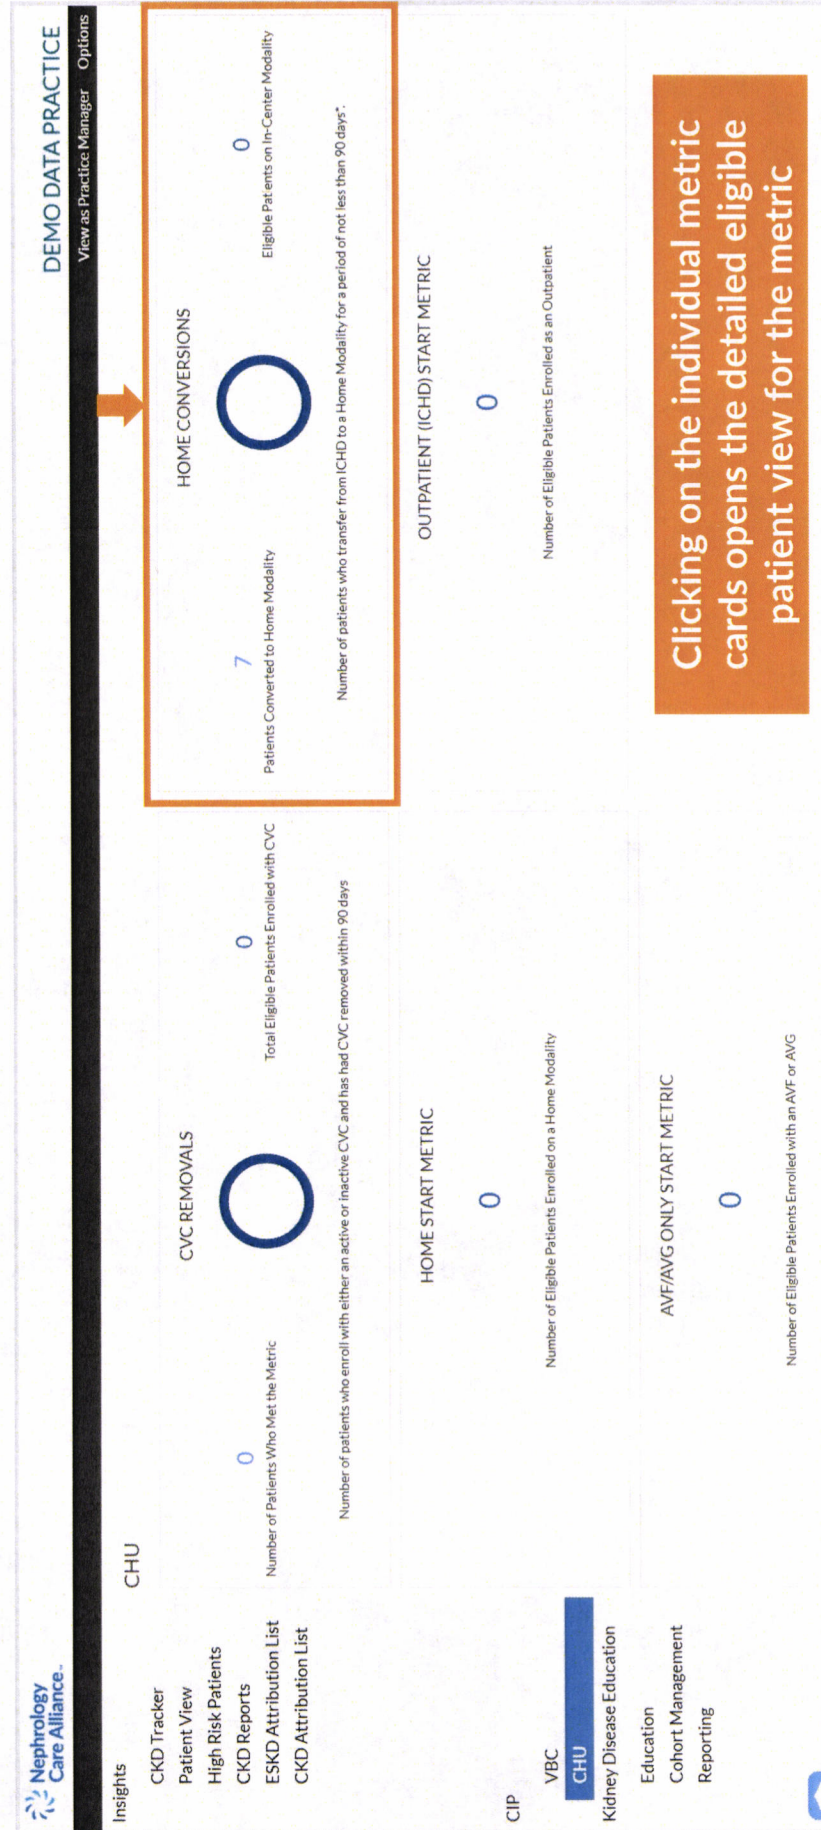 Nephrology
Care Alliance™
DEMO DATA PRACTICE
View as Practice Manager
Options
Insights
CKD Tracker
Patient View
High Risk Patients
CKD Reports
ESKD Attribution List
CKD Attribution List
CIP
VBC
CHU
Kidney Disease Education
Education
Cohort Management
Reporting
CHU
CVC REMOVALS
0
Number of Patients Who Met the Metric
0
Total Eligible Patients Enrolled with CVC
Number of patients who enroll with either an active or inactive CVC and has had CVC removed within 90 days
HOME CONVERSIONS
7
Patients Converted to Home Modality
0
Eligible Patients on In-Center Modality
Number of patients who transfer from ICHD to a Home Modality for a period of not less than 90 days*.
HOME START METRIC
0
Number of Eligible Patients Enrolled on a Home Modality
OUTPATIENT (ICHD) START METRIC
0
Number of Eligible Patients Enrolled as an Outpatient
AVF/AVG ONLY START METRIC
0
Number of Eligible Patients Enrolled with an AVF or AVG
Clicking on the individual metric
cards opens the detailed eligible
patient view for the metric